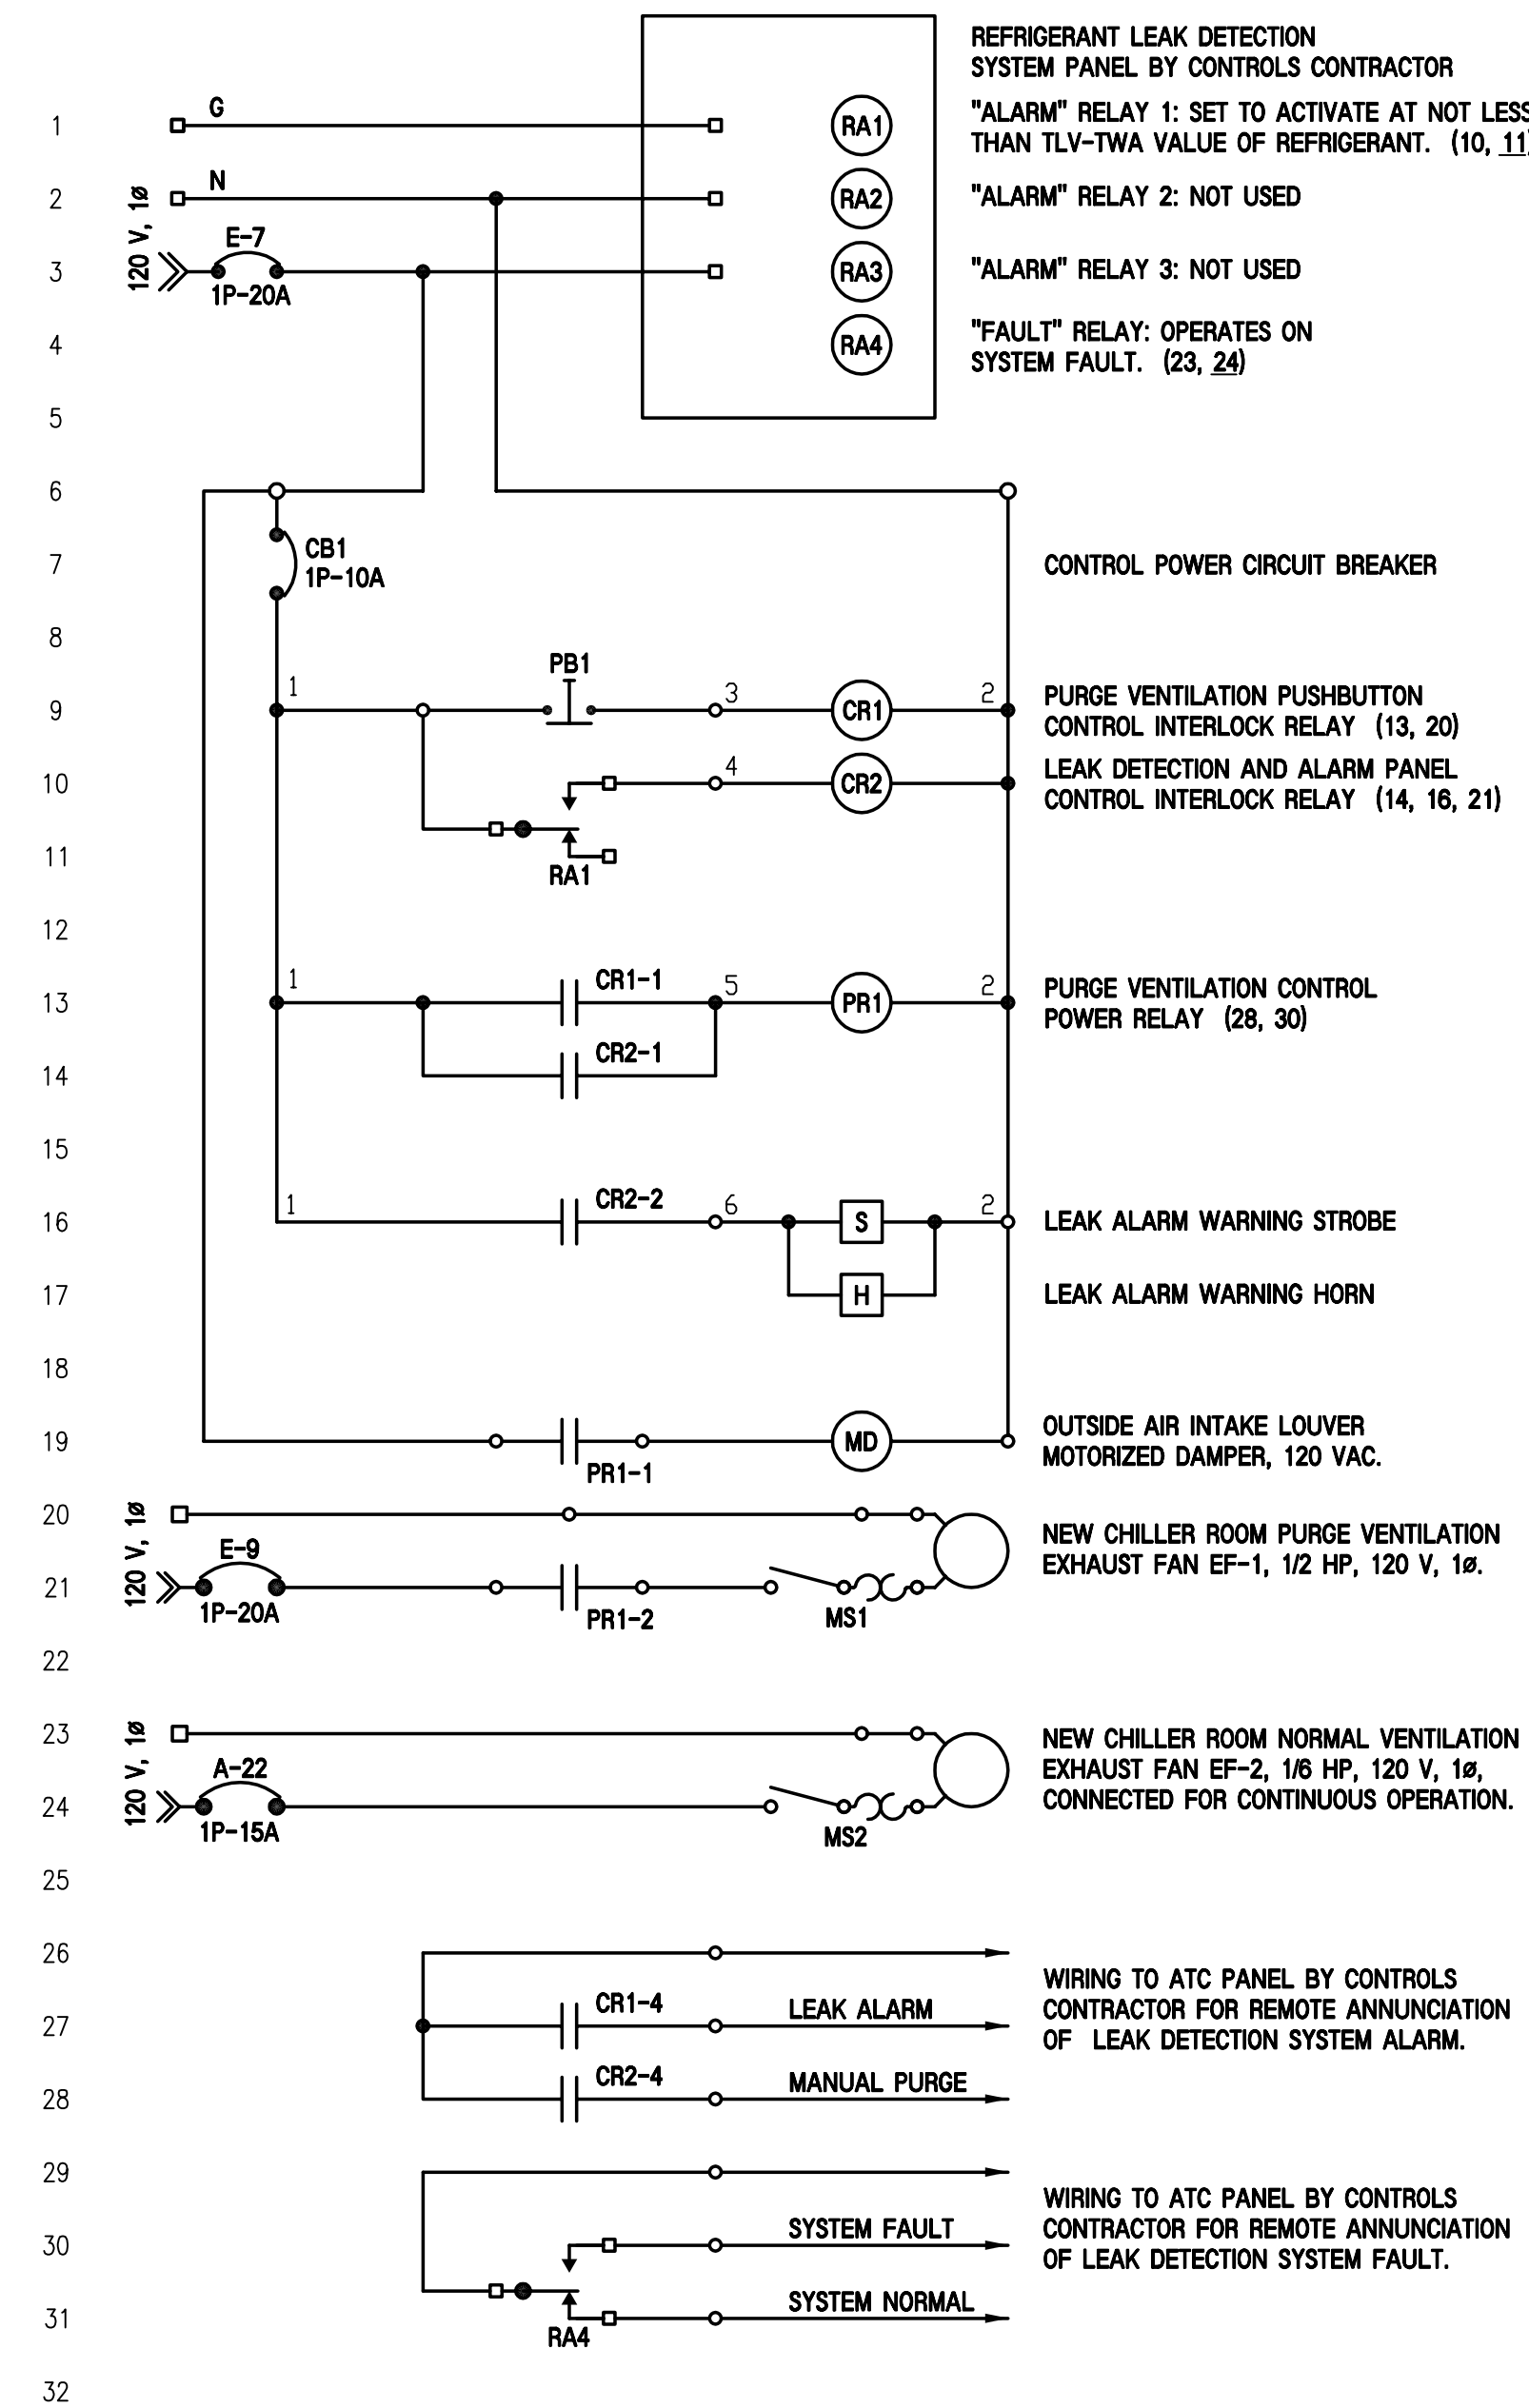 REFRIGERANT LEAK DETECTION
SYSTEM PANEL BY CONTROLS CONTRACTOR
1
G
RA1
"ALARM" RELAY 1: SET TO ACTIVATE AT NOT LESS
THAN TLV-TWA VALUE OF REFRIGERANT. (10, 11)
2
N
RA2
"ALARM" RELAY 2: NOT USED
120 V, 1ø
3
E-7
1P-20A
RA3
"ALARM" RELAY 3: NOT USED
4
RA4
"FAULT" RELAY: OPERATES ON
SYSTEM FAULT. (23, 24)
5
6
7
CB1
1P-10A
CONTROL POWER CIRCUIT BREAKER
8
9
1
PB1
3
CR1
2
PURGE VENTILATION PUSHBUTTON
CONTROL INTERLOCK RELAY (13, 20)
10
4
CR2
LEAK DETECTION AND ALARM PANEL
CONTROL INTERLOCK RELAY (14, 16, 21)
11
RA1
12
13
1
CR1-1
5
PR1
2
PURGE VENTILATION CONTROL
POWER RELAY (28, 30)
14
CR2-1
15
16
1
CR2-2
6
S
2
LEAK ALARM WARNING STROBE
17
H
LEAK ALARM WARNING HORN
18
19
PR1-1
MD
OUTSIDE AIR INTAKE LOUVER
MOTORIZED DAMPER, 120 VAC.
20
120 V, 1ø
NEW CHILLER ROOM PURGE VENTILATION
EXHAUST FAN EF-1, 1/2 HP, 120 V, 1ø.
21
E-9
1P-20A
PR1-2
MS1
22
23
120 V, 1ø
NEW CHILLER ROOM NORMAL VENTILATION
EXHAUST FAN EF-2, 1/6 HP, 120 V, 1ø,
CONNECTED FOR CONTINUOUS OPERATION.
24
A-22
1P-15A
MS2
25
26
WIRING TO ATC PANEL BY CONTROLS
CONTRACTOR FOR REMOTE ANNUNCIATION
OF LEAK DETECTION SYSTEM ALARM.
27
CR1-4
LEAK ALARM
28
CR2-4
MANUAL PURGE
29
WIRING TO ATC PANEL BY CONTROLS
CONTRACTOR FOR REMOTE ANNUNCIATION
OF LEAK DETECTION SYSTEM FAULT.
30
SYSTEM FAULT
31
RA4
SYSTEM NORMAL
32